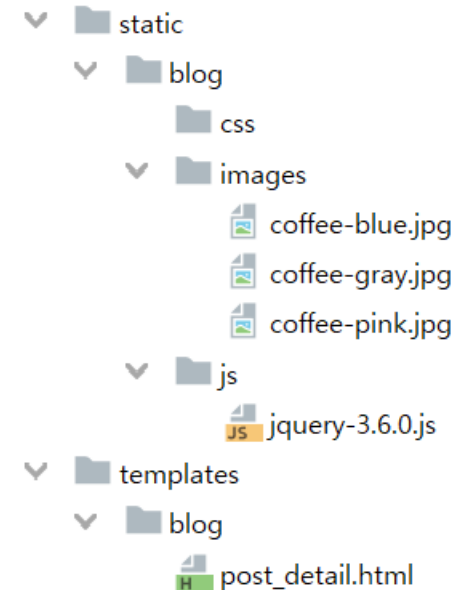 static
blog
css
images
coffee-blue.jpg
coffee-gray.jpg
coffee-pink.jpg
js
JS jquery-3.6.0.js
templates
blog
H post_detail.html